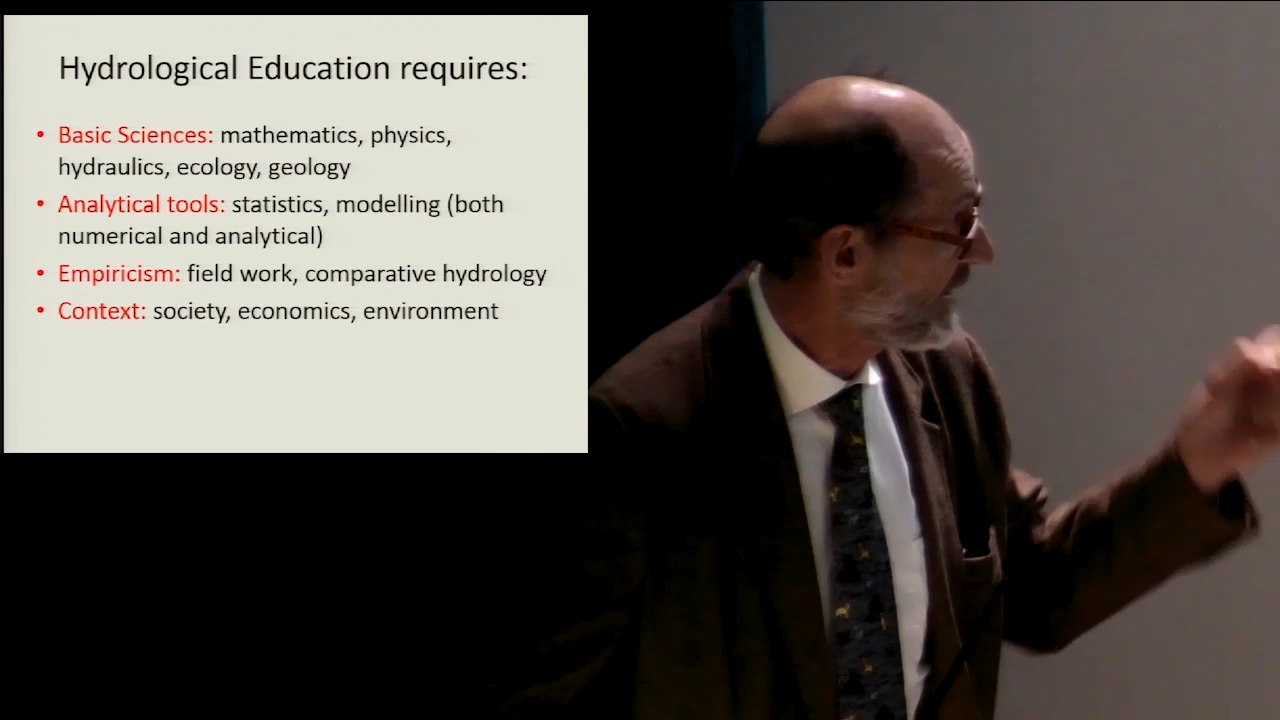 Hydrological Education requires:
• Basic Sciences: mathematics, physics,
hydraulics, ecology, geology
• Analytical tools: statistics, modelling (both
numerical and analytical)
• Empiricism: field work, comparative hydrology
• Context: society, economics, environment